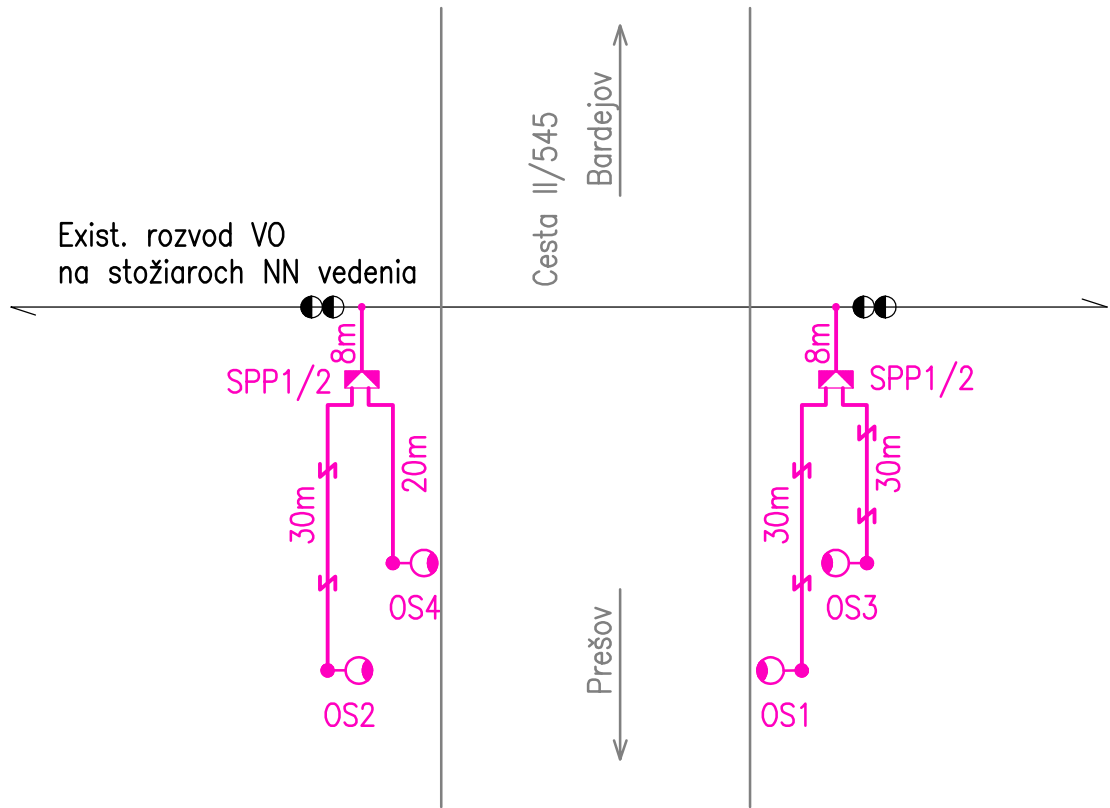 Bardejov
Cesta II/545
Exist. rozvod VO
na stožiaroch NN vedenia
8m
8m
SPP1/2
SPP1/2
20m
30m
30m
30m
OS4
OS3
Prešov
OS2
OS1